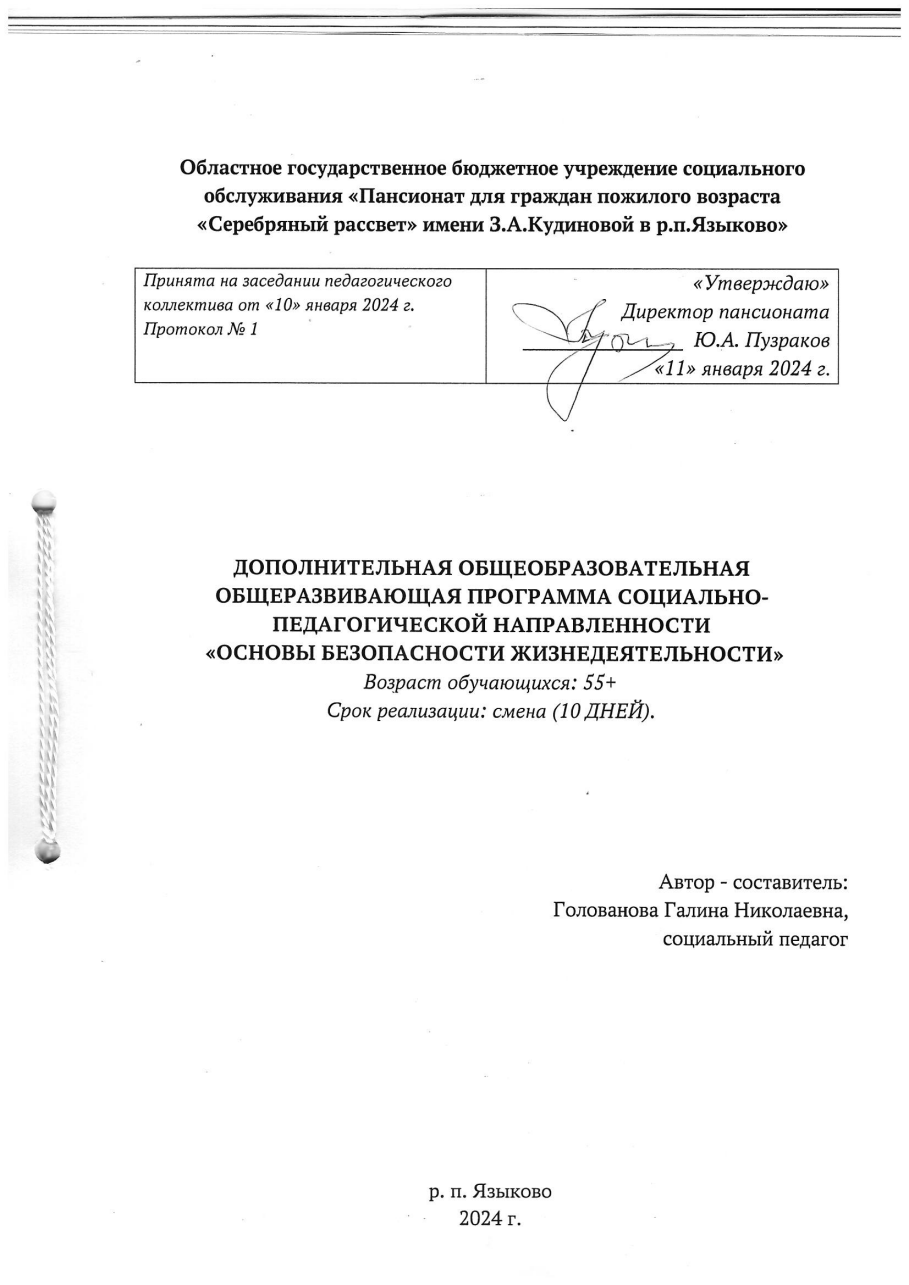 Областное государственное бюджетное учреждение социального
обслуживания «Пансионат для граждан пожилого возраста
«Серебряный рассвет» имени З.А.Кудиновой в р.п.Языково»
Принята на заседании педагогического
коллектива от «10» января 2024 г.
Протокол № 1
«Утверждаю»
Директор пансионата
Ю.А. Пузраков
«11» января 2024 г.
ДОПОЛНИТЕЛЬНАЯ ОБЩЕОБРАЗОВАТЕЛЬНАЯ
ОБЩЕРАЗВИВАЮЩАЯ ПРОГРАММА СОЦИАЛЬНО-
ПЕДАГОГИЧЕСКОЙ НАПРАВЛЕННОСТИ
«ОСНОВЫ БЕЗОПАСНОСТИ ЖИЗНЕДЕЯТЕЛЬНОСТИ»
Возраст обучающихся: 55+
Срок реализации: смена (10 ДНЕЙ).
Автор - составитель:
Голованова Галина Николаевна,
социальный педагог
р. п. Языково
2024 г.